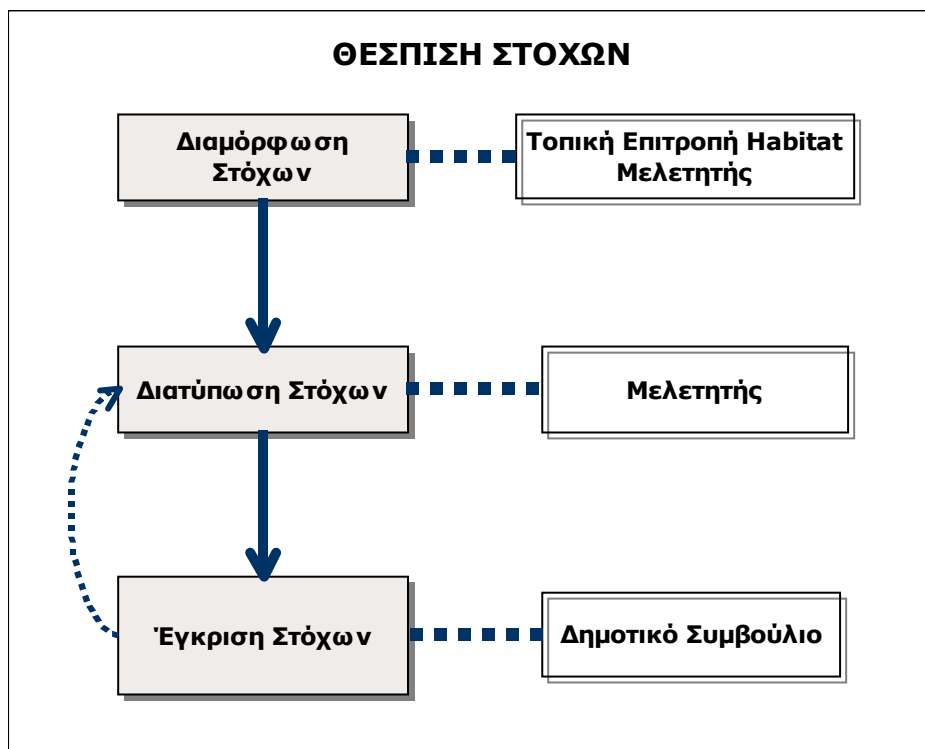 ΘΕΣΠΙΣΗ ΣΤΟΧΩΝ
Διαμόρφωση
Στόχων
Τοπική Επιτροπή Habitat
Μελετητής
Διατύπωση Στόχων
Μελετητής
Έγκριση Στόχων
Δημοτικό Συμβούλιο